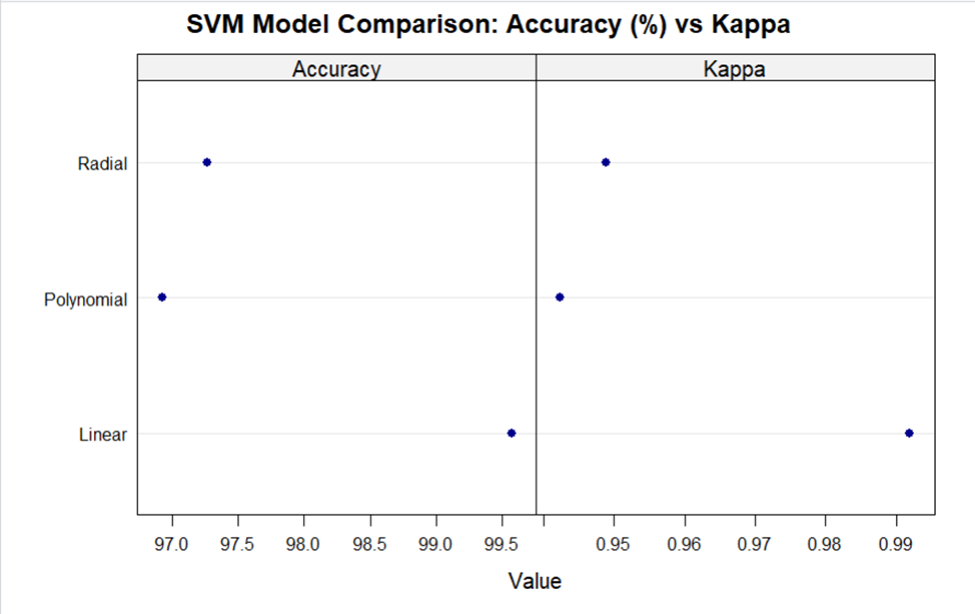 SVM Model Comparison: Accuracy (%) vs Kappa
Accuracy Kappa
Radial
Polynomial
Linear
97.0 97.5 98.0 98.5 99.0 99.5 0.95 0.96 0.97 0.98 0.99
Value